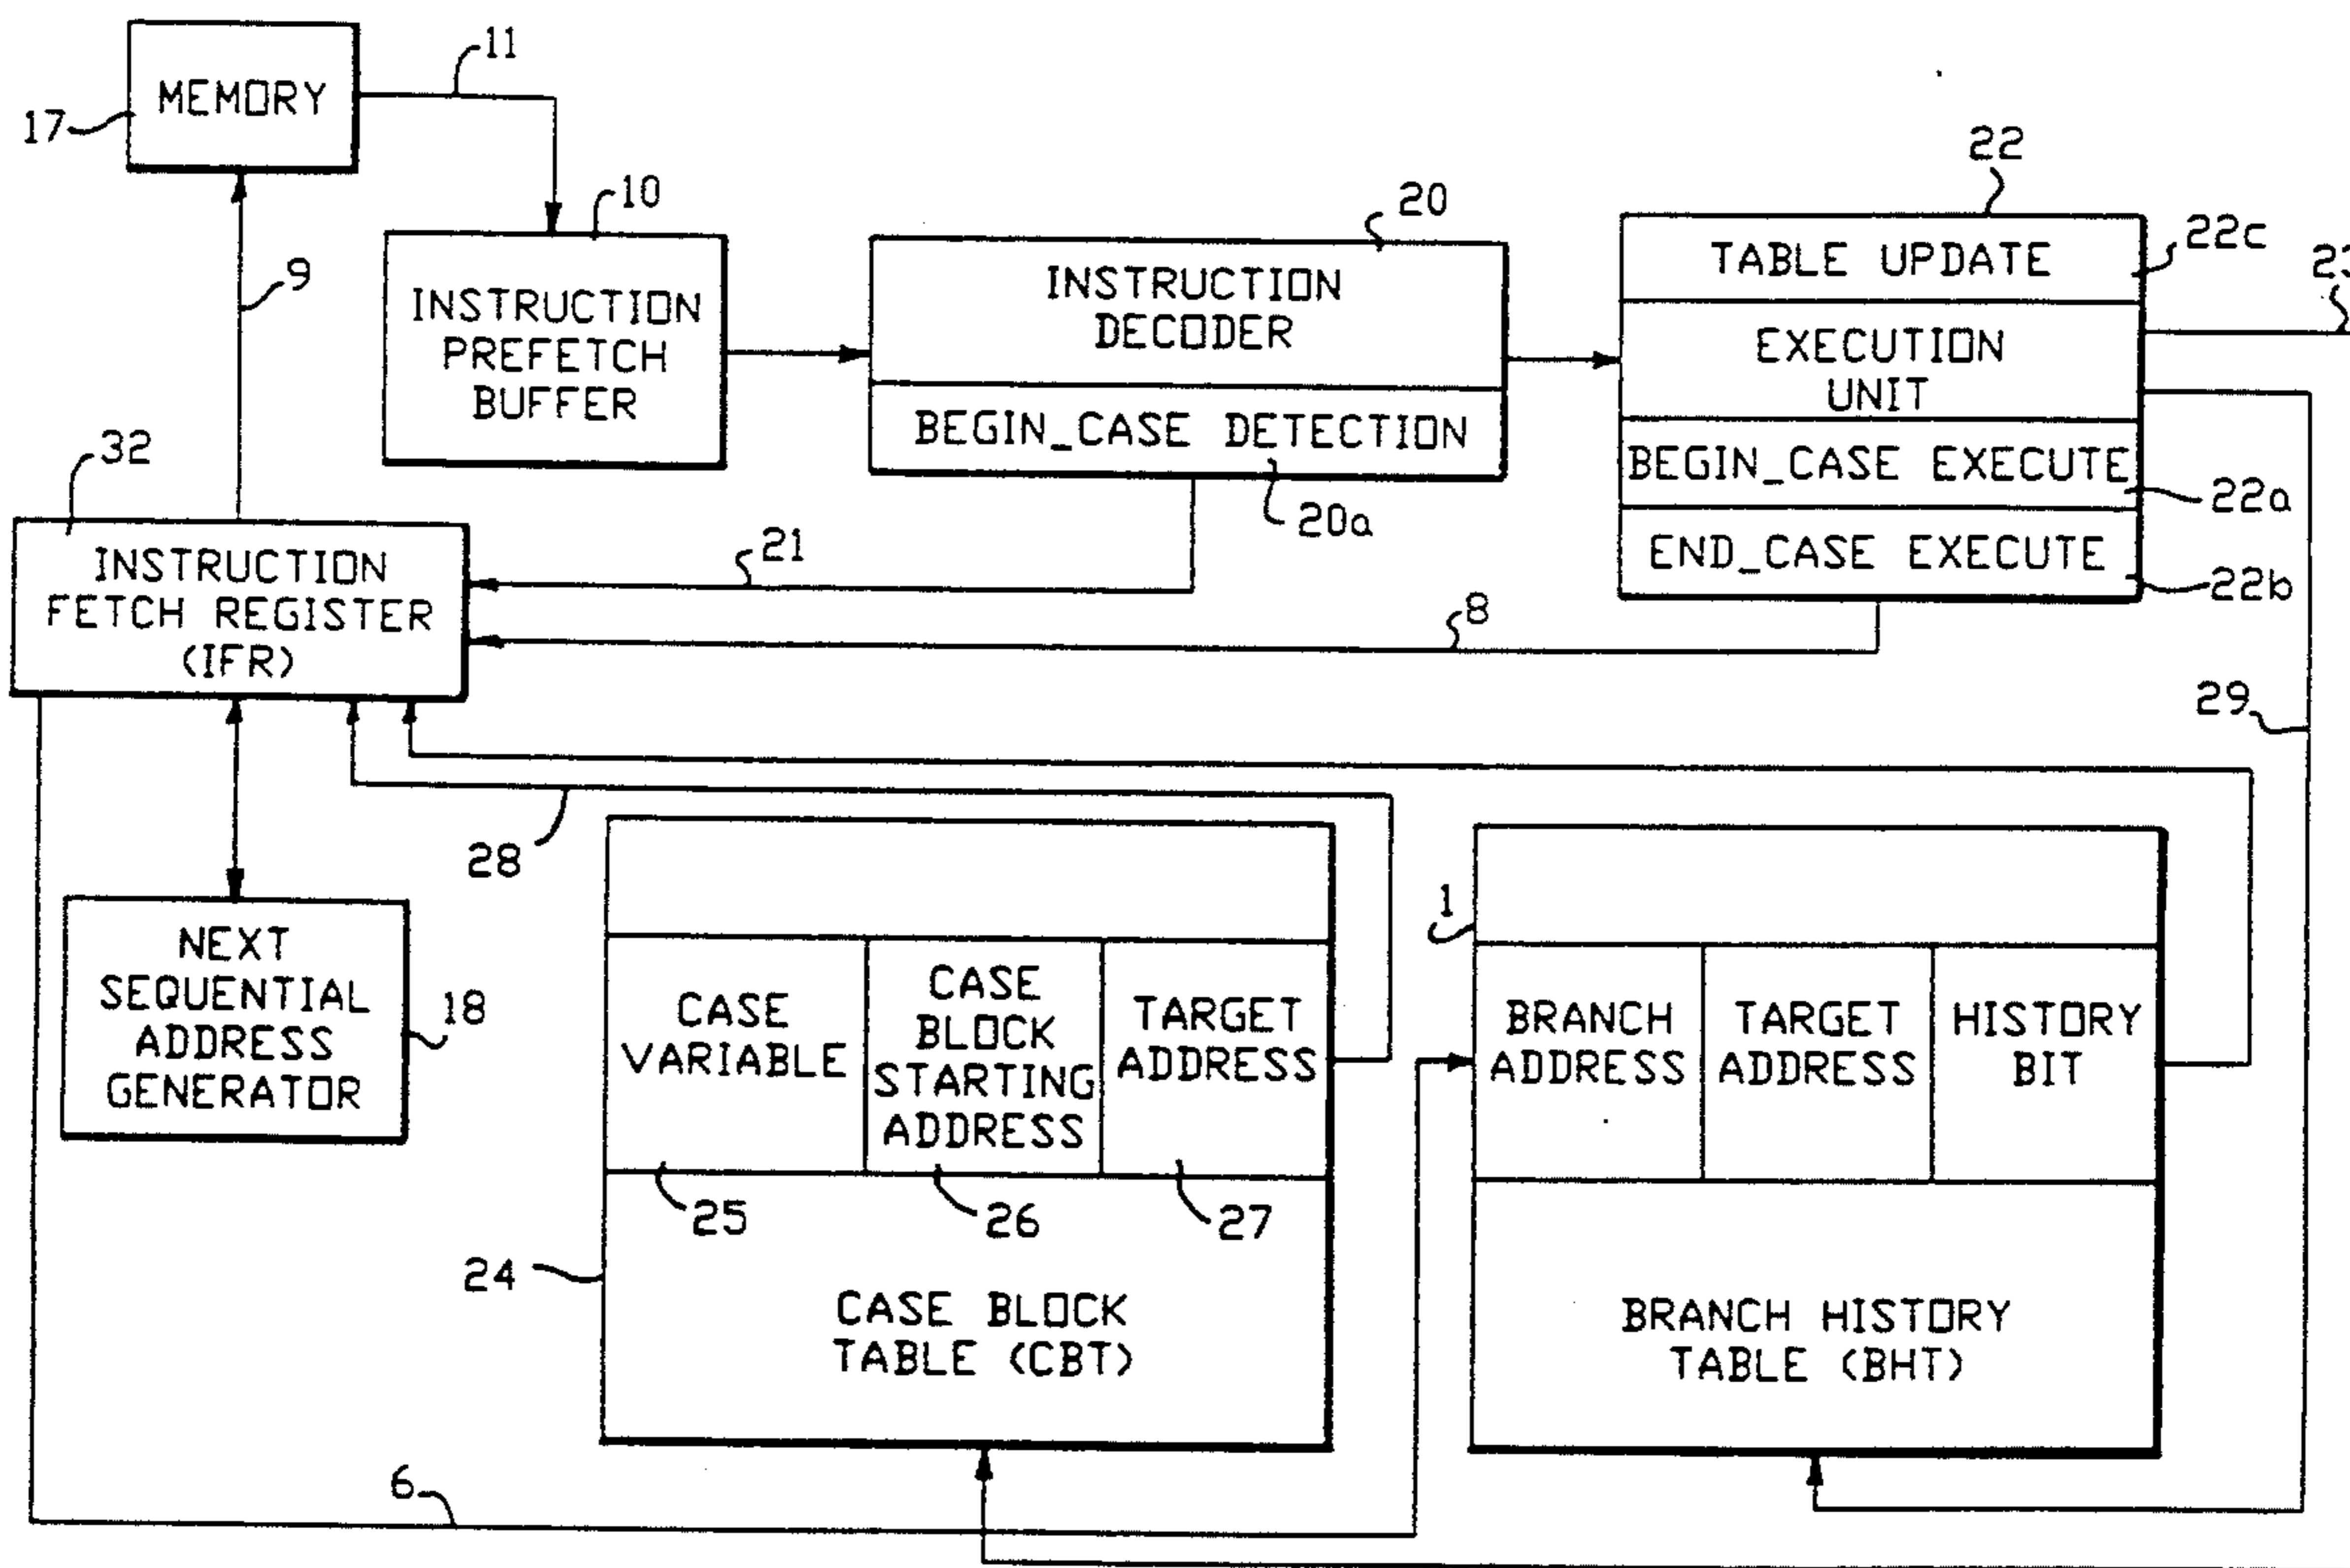 11
MEMORY
17
10
20
22
22c
TABLE UPDATE
9
INSTRUCTION
DECODER
INSTRUCTION
PREFETCH
BUFFER
EXECUTION
UNIT
BEGIN_CASE DETECTION
32
BEGIN_CASE EXECUTE
22a
20a
INSTRUCTION
FETCH REGISTER
(IFR)
21
END_CASE EXECUTE
22b
8
29
28
1
NEXT
SEQUENTIAL
ADDRESS
GENERATOR
18
CASE
VARIABLE
CASE
BLOCK
STARTING
ADDRESS
TARGET
ADDRESS
BRANCH
ADDRESS
TARGET
ADDRESS
HISTORY
BIT
25
26
27
24
CASE BLOCK
TABLE (CBT)
BRANCH HISTORY
TABLE (BHT)
6